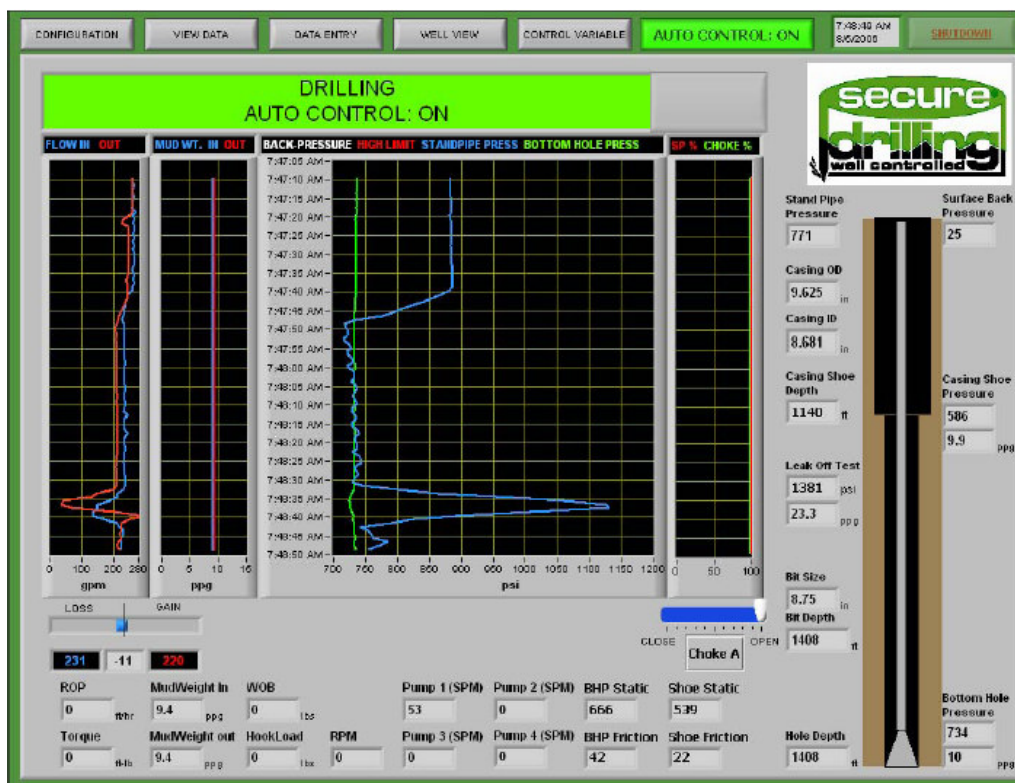 CONFIGURATION VIEW DATA DATA ENTRY WELL VIEW CONTROL VARIABLE AUTO CONTROL: ON 7:48:49 AM 8/5/2006 SHUTDOWN
DRILLING
AUTO CONTROL: ON
secure
drilling
well controlled
FLOW IN OUT MUD WT. IN OUT BACK-PRESSURE HIGH LIMIT STANDPIPE PRESS BOTTOM HOLE PRESS SP % CHOKE %
7:47:05 AM
7:47:10 AM
7:47:15 AM
7:47:20 AM
7:47:25 AM
7:47:30 AM
7:47:35 AM
7:47:40 AM
7:47:45 AM
7:47:50 AM
7:47:55 AM
7:48:00 AM
7:48:05 AM
7:48:10 AM
7:48:15 AM
7:48:20 AM
7:48:25 AM
7:48:30 AM
7:48:35 AM
7:48:40 AM
7:48:45 AM
7:48:50 AM
0 100 200 280 0 5 10 15 700 750 800 850 900 950 1000 1050 1100 1150 1200 0 50 100
gpm ppg psi
Stand Pipe Pressure
771
Surface Back Pressure
25
Casing OD
9.625 in
Casing ID
8.681 in
Casing Shoe Depth
1140 ft
Casing Shoe Pressure
586
9.9 ppg
Leak Off Test
1381 psi
23.3 ppg
Bit Size
8.75 in
Bit Depth
1408 ft
LOSS GAIN
CLOSE OPEN
Choke A
231 -11 220
ROP MudWeight In WOB Pump 1 (SPM) Pump 2 (SPM) BHP Static Shoe Static
0 ft/hr 9.4 ppg 0 lbs 53 0 666 539
Torque MudWeight out HookLoad RPM Pump 3 (SPM) Pump 4 (SPM) BHP Friction Shoe Friction
0 ft-lb 9.4 ppg 0 lbs 0 0 0 42 22
Bottom Hole Pressure
734
10 ppg
Hole Depth
1408 ft